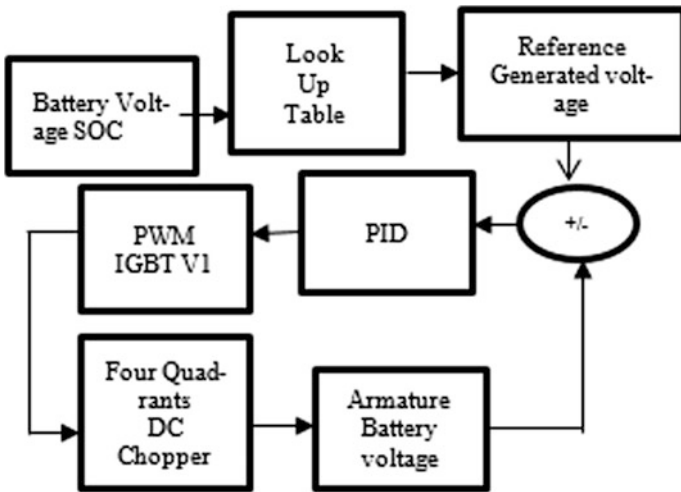 Battery Volt-
age SOC
Look
Up
Table
Reference
Generated volt-
age
+/-
PID
PWM
IGBT V1
Four Quad-
rants
DC
Chopper
Armature
Battery
voltage